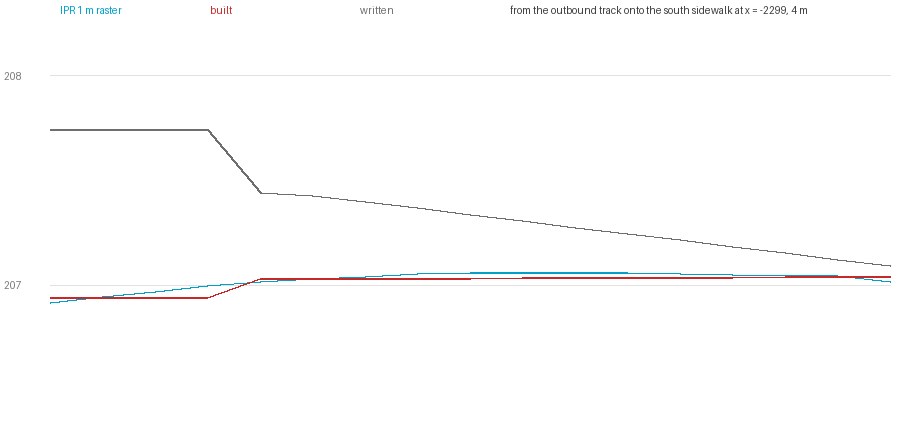 IPR 1 m raster built written from the outbound track onto the south sidewalk at x = -2299, 4 m
208
207